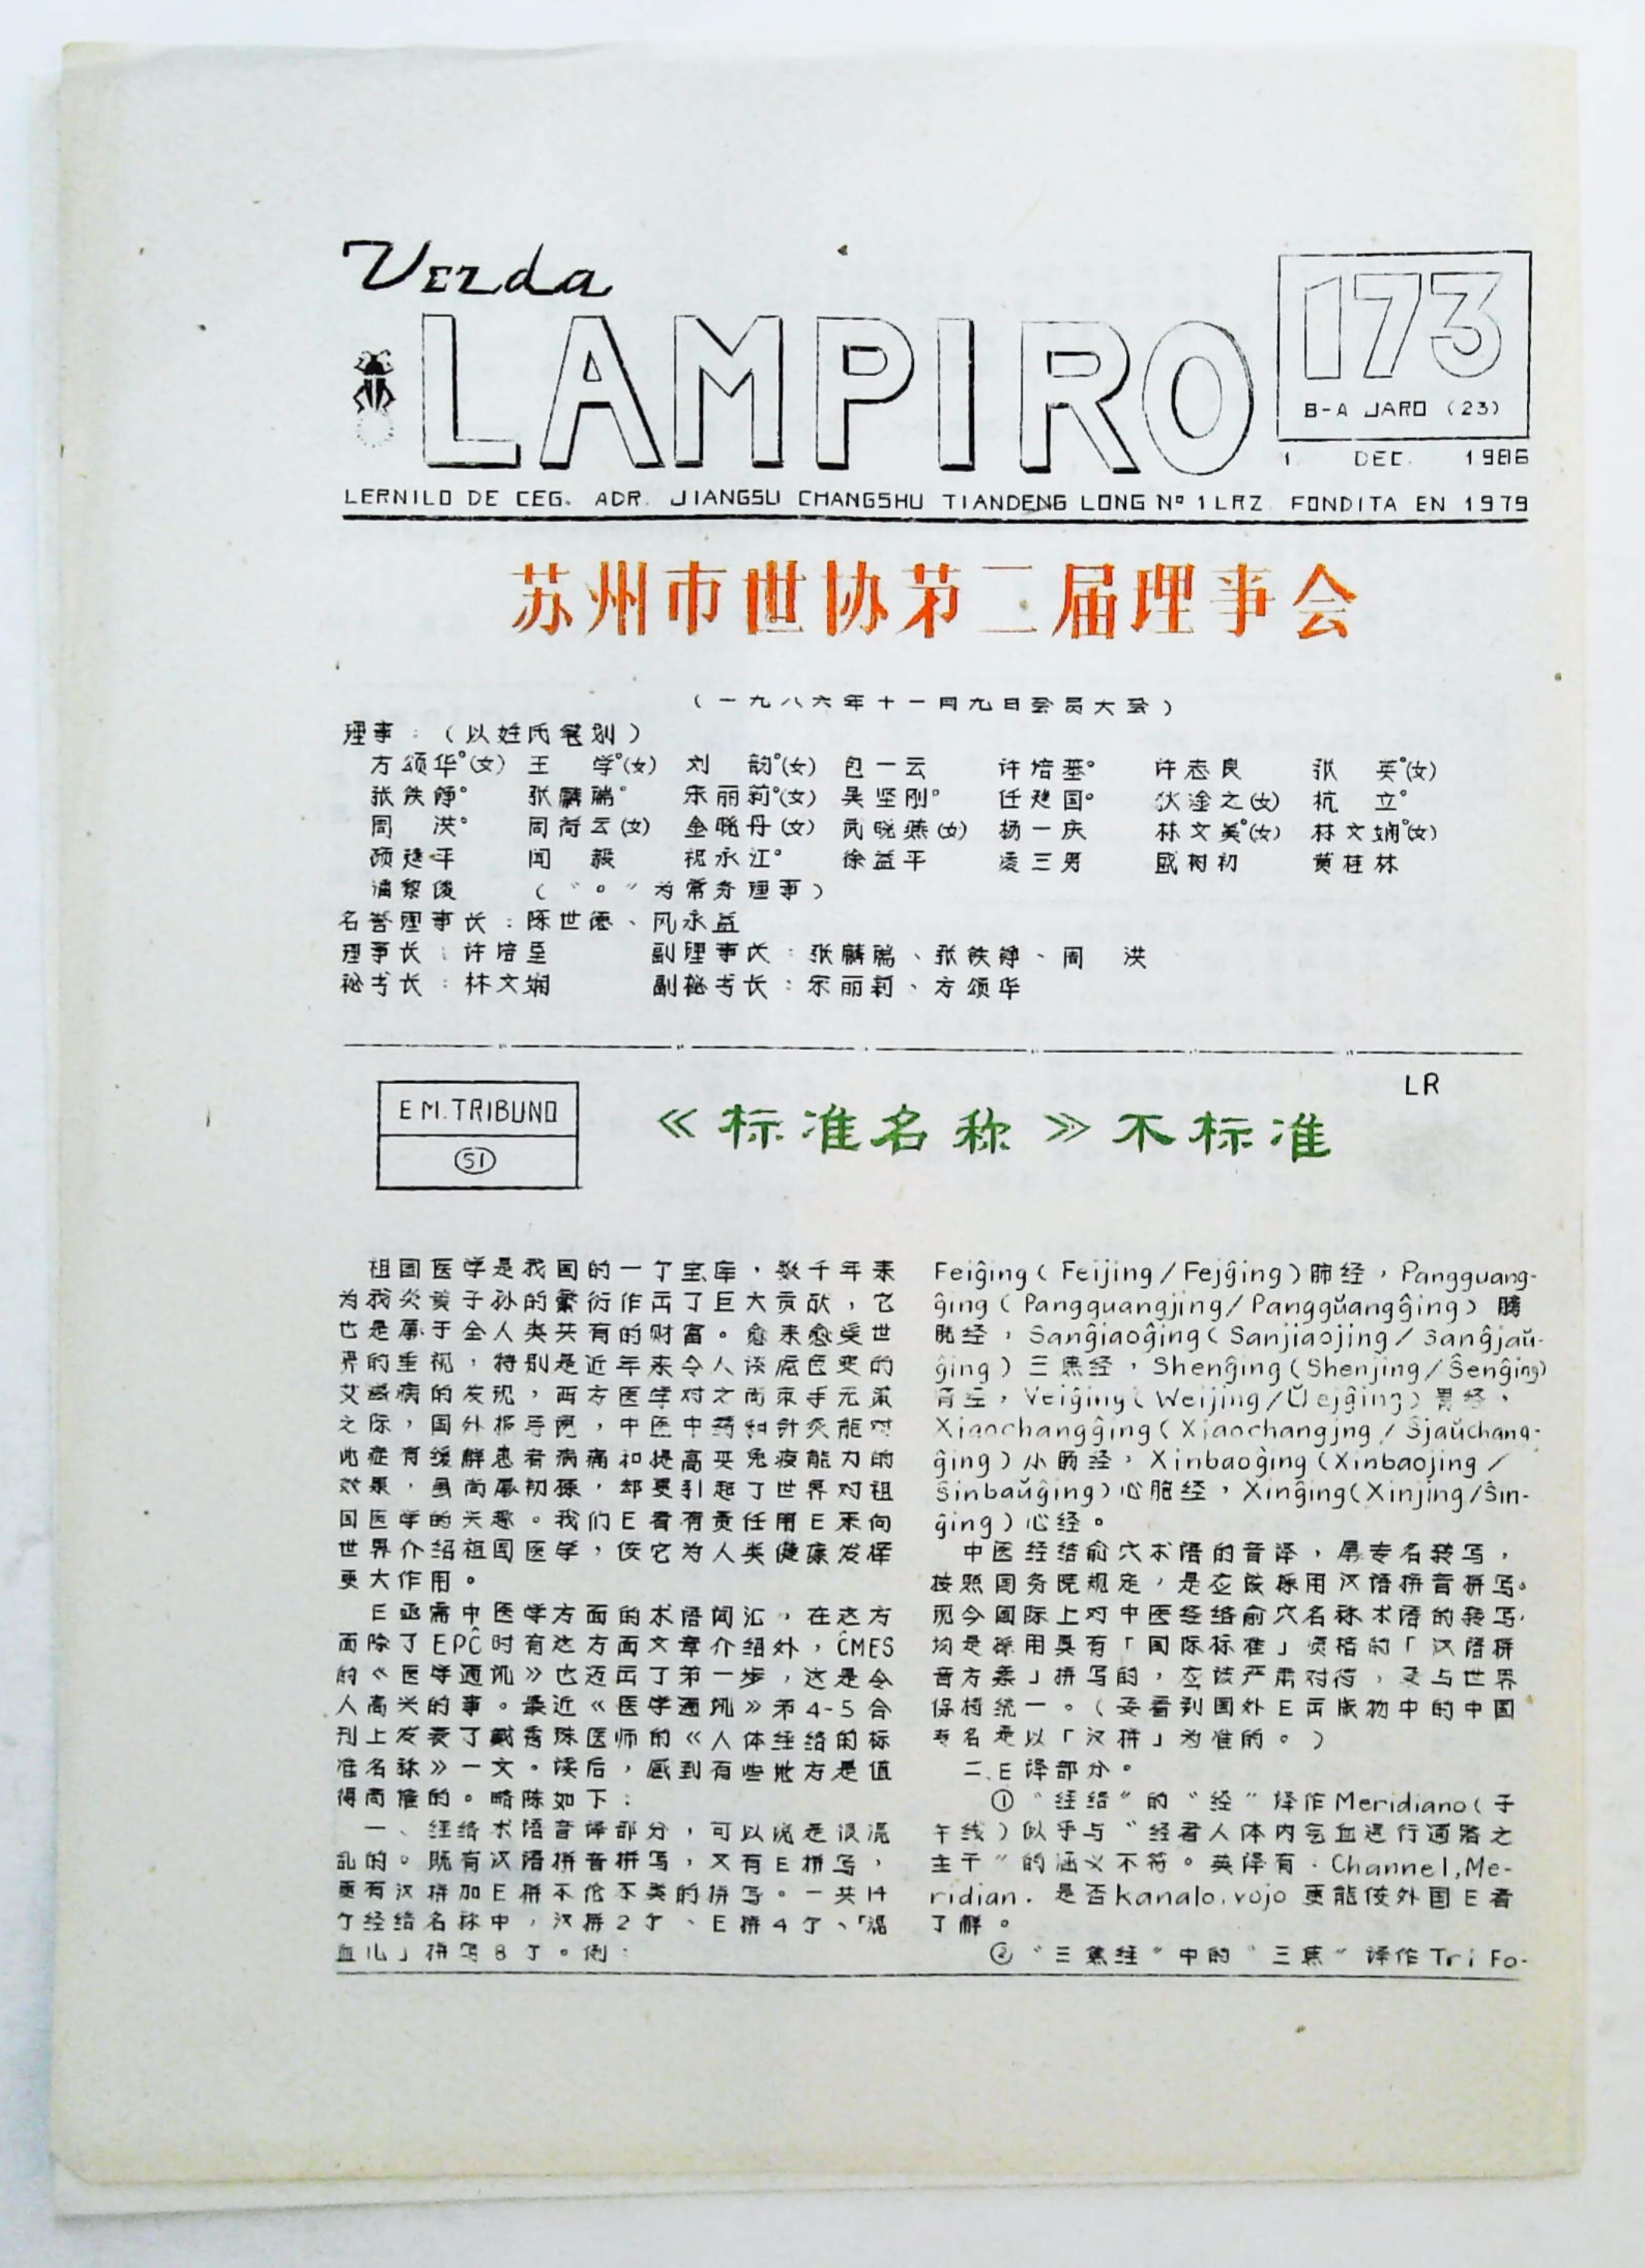 Verda
LAMPIRO
173
8-A JARO (23)
1 DEC. 1986
LERNILO DE CEG. ADR. JIANGSU CHANGSHU TIANDENG LONG Nº 1 LRZ. FONDITA EN 1979
苏州市世协第二届理事会
(一九八六年十一月九日会员大会)
理事:(以姓氏笔划)
方颂华°(女) 王 学°(女) 刘 韵°(女) 包一云 许培基° 许志良 张 英°(女)
张铁铮° 张麟瑞° 宋丽莉°(女) 吴坚刚° 任建国° 狄淦之(女) 杭 立°
周 洪° 周荷云(女) 金晓丹(女) 凤晓燕(女) 杨一庆 林文英°(女) 林文娴°(女)
顾建平 闻 毅 祝永江° 徐益平 凌三男 戚树初 黄桂林
浦黎俊 (“°”为常务理事)
名誉理事长:陈世德、凤永益
理事长:许培基 副理事长:张麟瑞、张铁铮、周 洪
秘书长:林文娴 副秘书长:宋丽莉、方颂华
LR
EM.TRIBUNO
51
《标准名称》不标准
祖国医学是我国的一个宝库,数千年来
为我炎黄子孙的繁衍作出了巨大贡献,它
也是属于全人类共有的财富。愈来愈受世
界的重视,特别是近年来令人谈虎色变的
艾滋病的发现,西方医学对之尚束手无策
之际,国外报导说,中医中药和针灸能对
此症有缓解患者病痛和提高其免疫能力的
效果,虽尚属初探,却更引起了世界对祖
国医学的兴趣。我们E者有责任用E来向
世界介绍祖国医学,使它为人类健康发挥
更大作用。
E亟需中医学方面的术语词汇,在这方
面除了EPĈ时有这方面文章介绍外,ĈMES
的《医学通讯》也迈出了第一步,这是令
人高兴的事。最近《医学通讯》第4-5合
刊上发表了戴秀珠医师的《人体经络的标
准名称》一文。读后,感到有些地方是值
得商榷的。略陈如下:
一、经络术语音译部分,可以说是很混
乱的。既有汉语拼音拼写,又有E拼写,
更有汉拼加E拼不伦不类的拼写。一共14
个经络名称中,汉拼2个、E拼4个、「混
血儿」拼写8个。例:
Feiĝing(Feijing/Fejĝing)肺经,Pangguang-
ĝing(Pangguangjing/Panggŭangĝing)膀
胱经,Sanĝiaoĝing(Sanjiaojing/Sanĝjaŭ-
ĝing)三焦经,Shenĝing(Shenjing/Ŝenĝing)
肾经,Veiĝing(Weijing/Ŭejĝing)胃经,
Xiaochangĝing(Xiaochangjng/Sjaŭchang-
ĝing)小肠经,Xinbaoĝing(Xinbaojing/
Ŝinbaŭĝing)心胞经,Xinĝing(Xinjing/Ŝin-
ĝing)心经。
中医经络俞穴术语的音译,属专名转写,
按照国务院规定,是应该采用汉语拼音拼写。
现今国际上对中医经络俞穴名称术语的转写,
均是采用具有「国际标准」资格的「汉语拼
音方案」拼写的,应该严肃对待,又与世界
保持统一。(要看到国外E出版物中的中国
专名是以「汉拼」为准的。)
二、E译部分。
① “经络”的“经”译作Meridiano(子
午线)似乎与“经者人体内气血运行通路之
主干”的涵义不符。英译有:Channel,Me-
ridian. 是否kanalo,vojo更能使外国E者
了解。
② “三焦经”中的“三焦”译作Tri Fo-